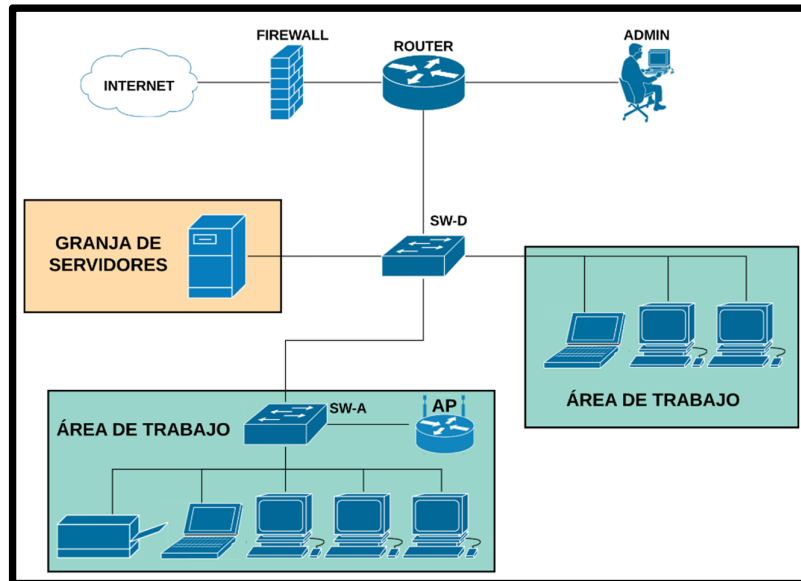 FIREWALL
ROUTER
ADMIN
INTERNET
SW-D
GRANJA DE
SERVIDORES
ÁREA DE TRABAJO
SW-A
AP
ÁREA DE TRABAJO